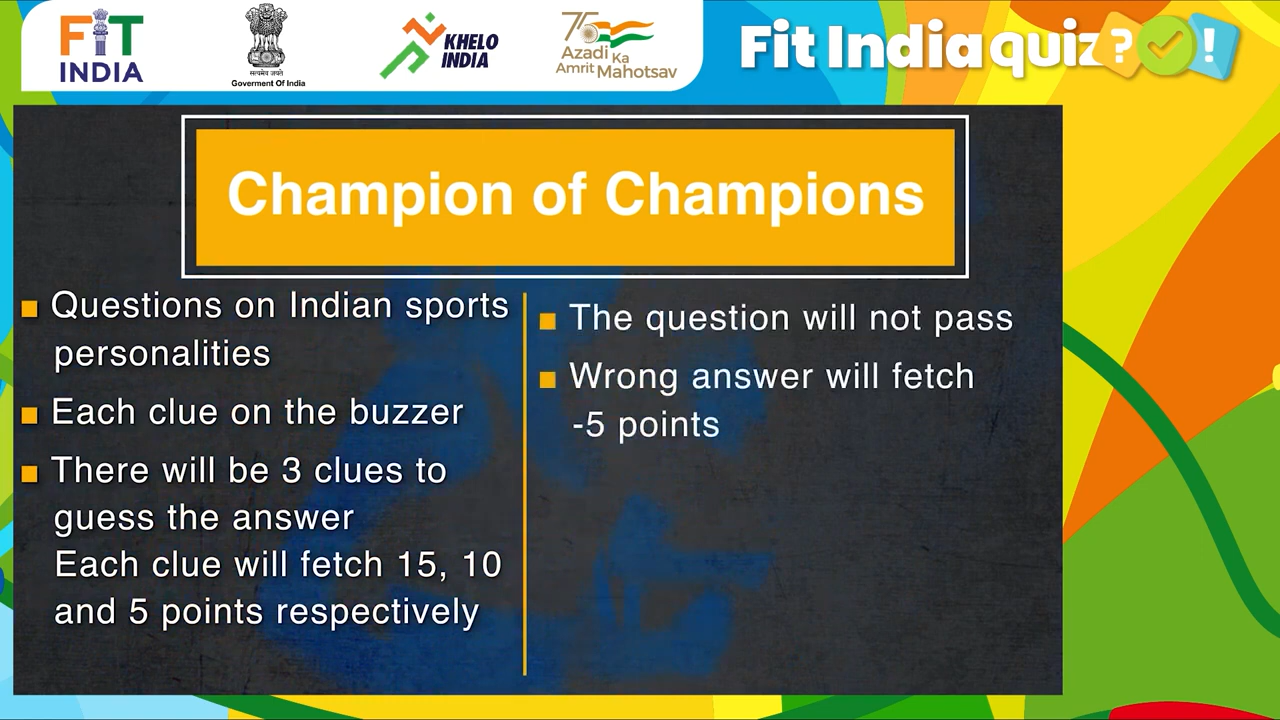 FIT
INDIA
सत्यमेव जयते
Goverment Of India
KHELO
INDIA
75
Azadi Ka
Amrit Mahotsav
Fit India quiz?!
Champion of Champions
Questions on Indian sports
personalities
Each clue on the buzzer
There will be 3 clues to
guess the answer
Each clue will fetch 15, 10
and 5 points respectively
The question will not pass
Wrong answer will fetch
-5 points